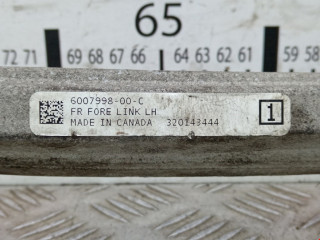 65
72 71 69 68 67 66 64 63 62 61 59 58
6007998-00-C
FR FORE LINK LH
MADE IN CANADA 320143444
1